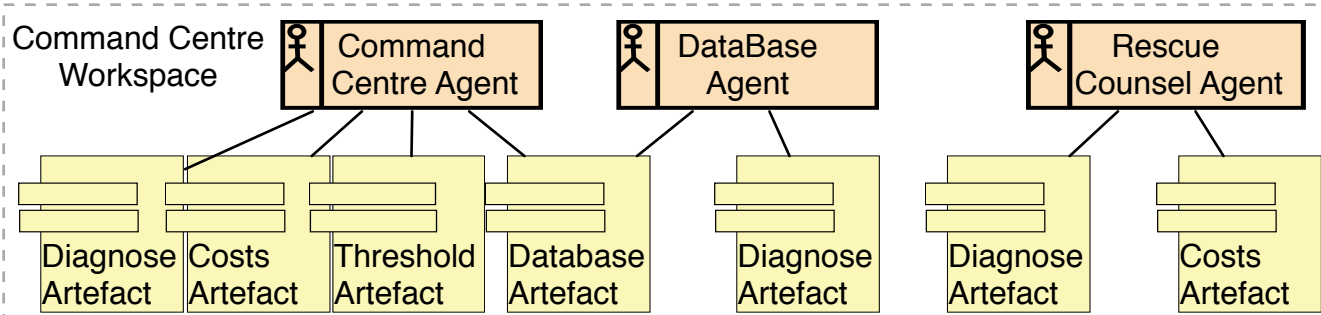 Command Centre
Workspace
Command
Centre Agent
DataBase
Agent
Rescue
Counsel Agent
Diagnose
Artefact
Costs
Artefact
Threshold
Artefact
Database
Artefact
Diagnose
Artefact
Diagnose
Artefact
Costs
Artefact